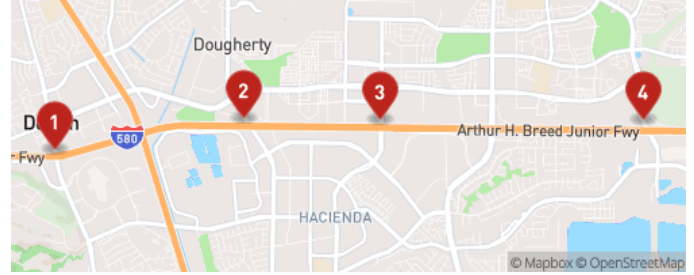 Dougherty
1
2
3
4
D
n
580
Arthur H. Breed Junior Fwy
r Fwy
HACIENDA
© Mapbox © OpenStreetMap